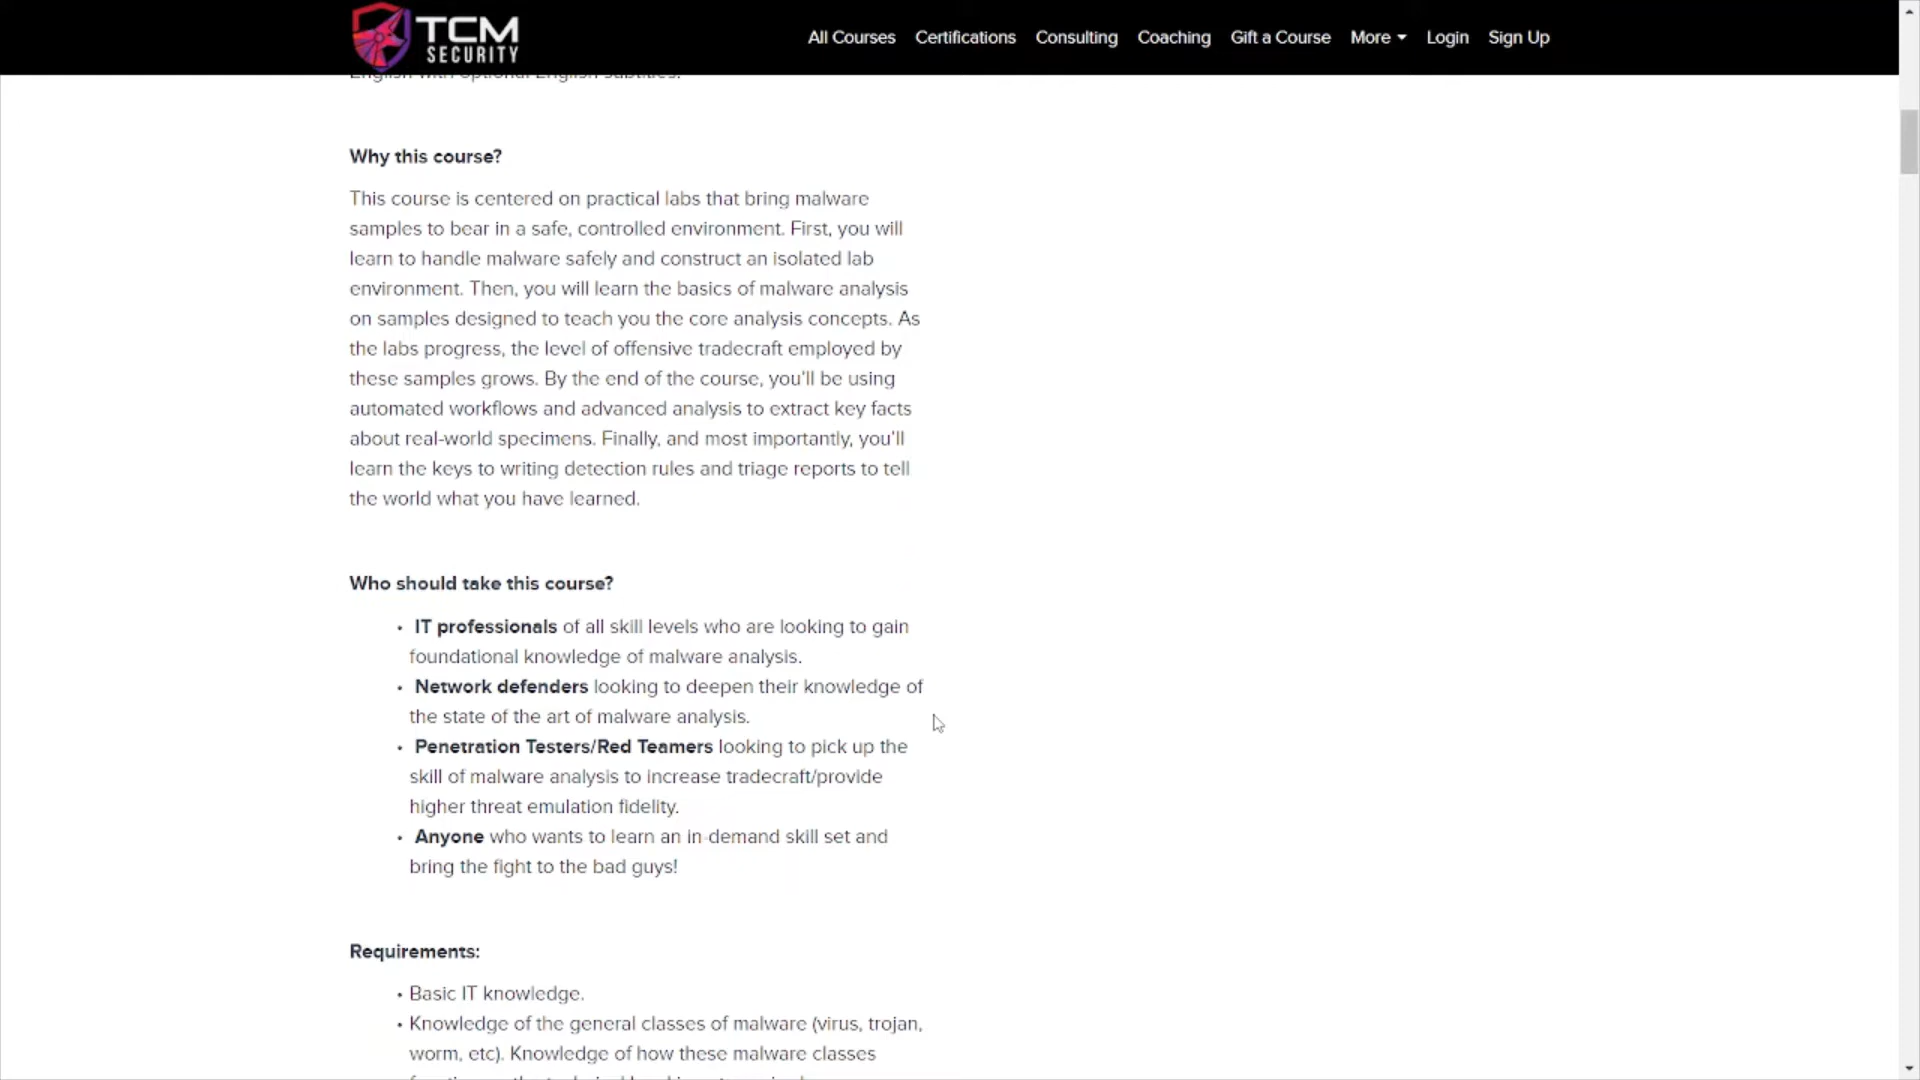 TCM
SECURITY
All Courses Certifications Consulting Coaching Gift a Course More Login Sign Up
English with optional English subtitles.
Why this course?
This course is centered on practical labs that bring malware
samples to bear in a safe, controlled environment. First, you will
learn to handle malware safely and construct an isolated lab
environment. Then, you will learn the basics of malware analysis
on samples designed to teach you the core analysis concepts. As
the labs progress, the level of offensive tradecraft employed by
these samples grows. By the end of the course, you'll be using
automated workflows and advanced analysis to extract key facts
about real-world specimens. Finally, and most importantly, you'll
learn the keys to writing detection rules and triage reports to tell
the world what you have learned.
Who should take this course?
• IT professionals of all skill levels who are looking to gain
foundational knowledge of malware analysis.
• Network defenders looking to deepen their knowledge of
the state of the art of malware analysis.
• Penetration Testers/Red Teamers looking to pick up the
skill of malware analysis to increase tradecraft/provide
higher threat emulation fidelity.
• Anyone who wants to learn an in-demand skill set and
bring the fight to the bad guys!
Requirements:
• Basic IT knowledge.
• Knowledge of the general classes of malware (virus, trojan,
worm, etc). Knowledge of how these malware classes